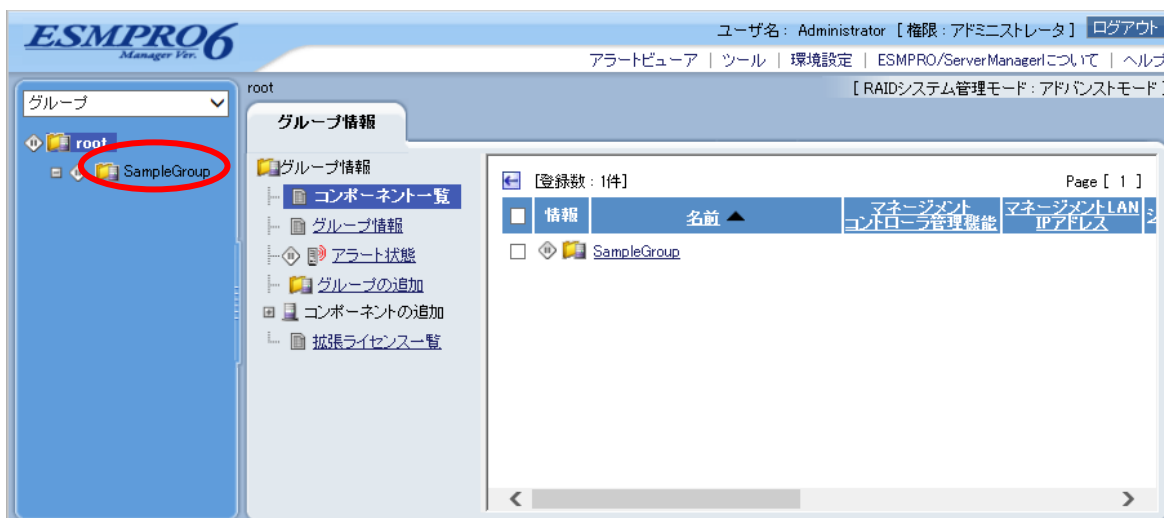 ESMPRO6
Manager Ver.
ユーザ名： Administrator [ 権限：アドミニストレータ ] ログアウト
アラートビューア | ツール | 環境設定 | ESMPRO/ServerManagerについて | ヘルプ
グループ
root
SampleGroup
root
[ RAIDシステム管理モード：アドバンストモード ]
グループ情報
グループ情報
コンポーネント一覧
グループ情報
アラート状態
グループの追加
コンポーネントの追加
拡張ライセンス一覧
[登録数：1件]
Page [ 1 ]
情報 名前 ▲ マネージメント コントローラ管理機能 マネージメントLAN IPアドレス
SampleGroup